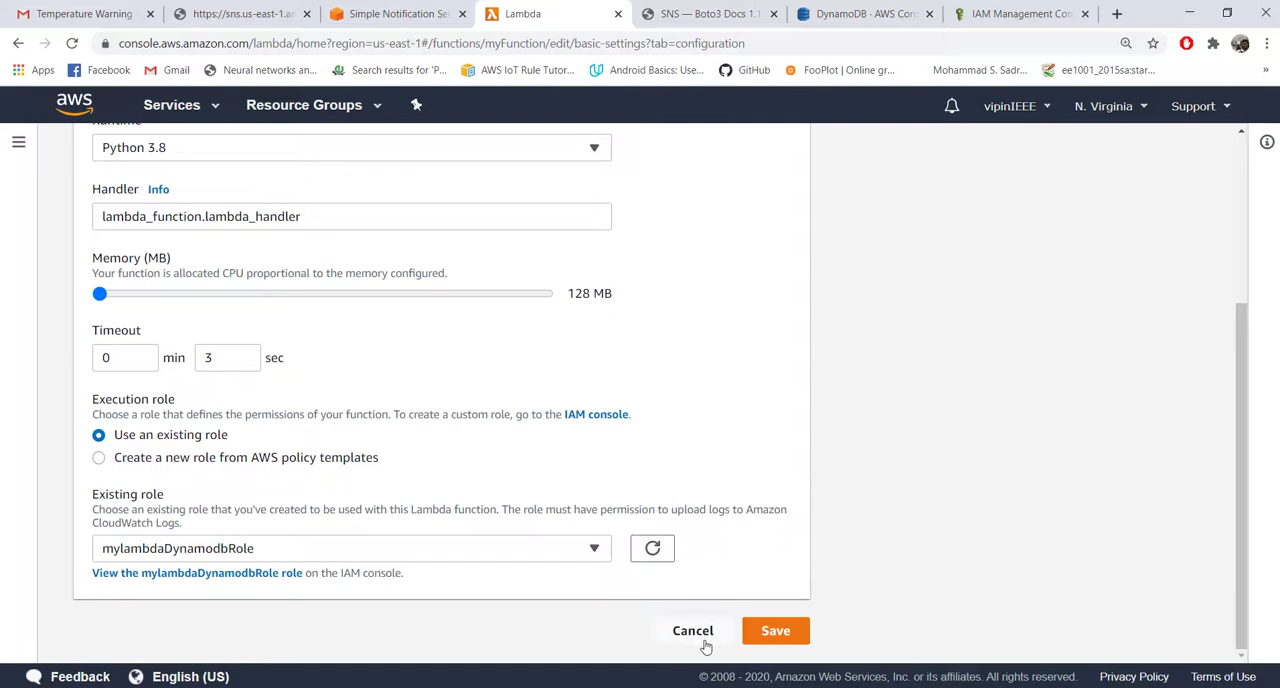 Temperature Warning
https://sns.us-east-1.ar
Simple Notification Se
Lambda
SNS — Boto3 Docs 1.1
DynamoDB · AWS Con
IAM Management Con
console.aws.amazon.com/lambda/home?region=us-east-1#/functions/myFunction/edit/basic-settings?tab=configuration
Apps
Facebook
Gmail
Neural networks an...
Search results for 'P...
AWS IoT Rule Tutor...
Android Basics: Use...
GitHub
FooPlot | Online gr...
Mohammad S. Sadr...
ee1001_2015sa:star...
»
aws
Services
Resource Groups
vipinIEEE
N. Virginia
Support
Runtime
Python 3.8
Handler Info
lambda_function.lambda_handler
Memory (MB)
Your function is allocated CPU proportional to the memory configured.
128 MB
Timeout
0 min 3 sec
Execution role
Choose a role that defines the permissions of your function. To create a custom role, go to the IAM console.
Use an existing role
Create a new role from AWS policy templates
Existing role
Choose an existing role that you've created to be used with this Lambda function. The role must have permission to upload logs to Amazon
CloudWatch Logs.
mylambdaDynamodbRole
View the mylambdaDynamodbRole role on the IAM console.
Cancel
Save
Feedback
English (US)
© 2008 - 2020, Amazon Web Services, Inc. or its affiliates. All rights reserved.
Privacy Policy
Terms of Use